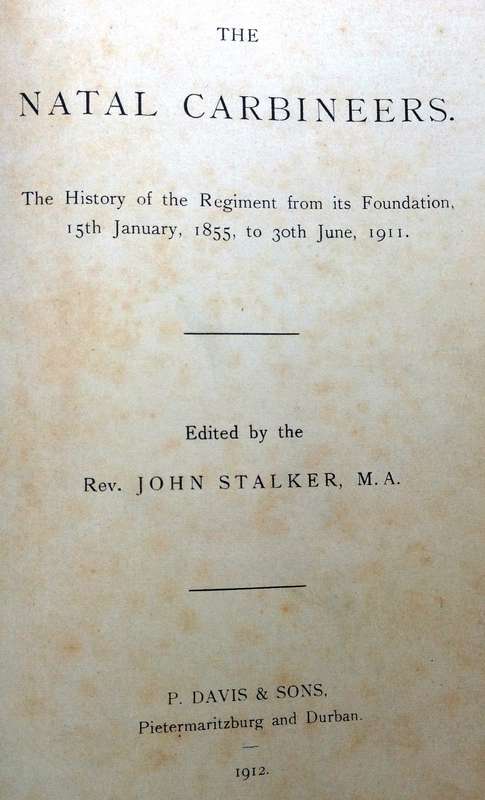 THE
NATAL CARBINEERS.
The History of the Regiment from its Foundation,
15th January, 1855, to 30th June, 1911.
Edited by the
Rev. JOHN STALKER, M.A.
P. DAVIS & SONS,
Pietermaritzburg and Durban.
1912.